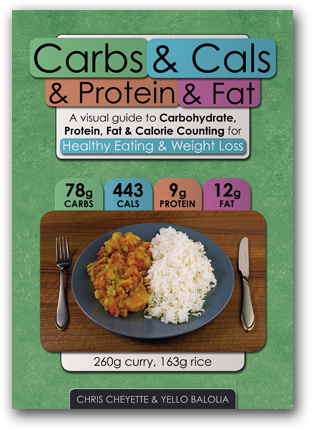 Carbs & Cals
& Protein & Fat
A visual guide to Carbohydrate,
Protein, Fat & Calorie Counting for
Healthy Eating & Weight Loss
78g CARBS 443 CALS 9g PROTEIN 12g FAT
260g curry, 163g rice
CHRIS CHEYETTE & YELLO BALOLIA